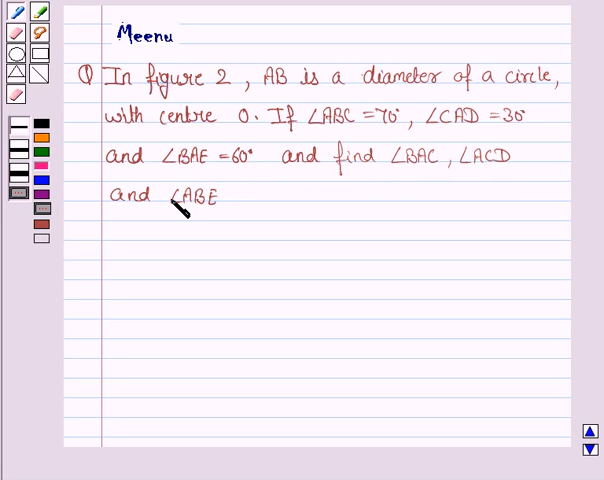 Meenu
Q In figure 2, AB is a diameter of a circle,
with centre O. If ∠ABC = 70°, ∠CAD = 30°
and ∠BAE = 60° and find ∠BAC, ∠ACD
and ∠ABE